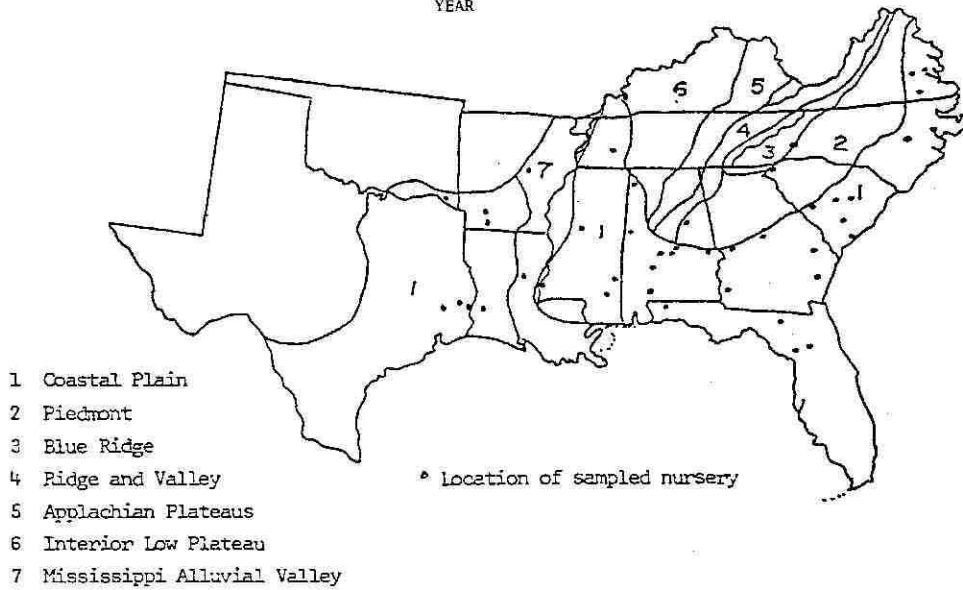 YEAR
6
5
4
3
2
7
1
1
1
1 Coastal Plain
2 Piedmont
3 Blue Ridge
4 Ridge and Valley
• Location of sampled nursery
5 Applachian Plateaus
6 Interior Low Plateau
7 Mississippi Alluvial Valley